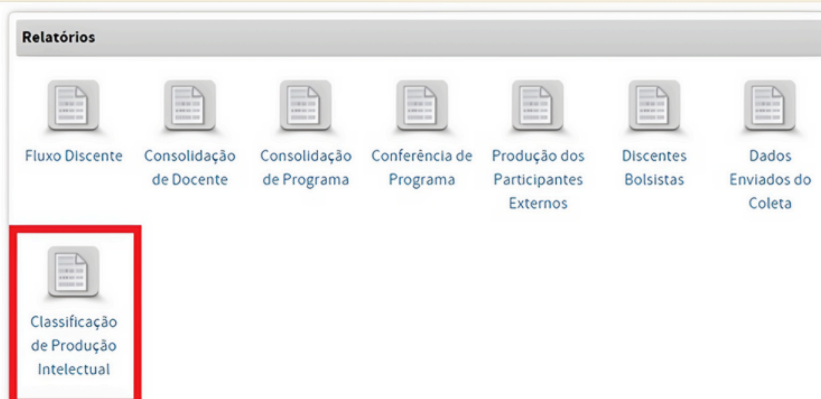 Relatórios
Fluxo Discente
Consolidação
de Docente
Consolidação
de Programa
Conferência de
Programa
Produção dos
Participantes
Externos
Discentes
Bolsistas
Dados
Enviados do
Coleta
Classificação
de Produção
Intelectual